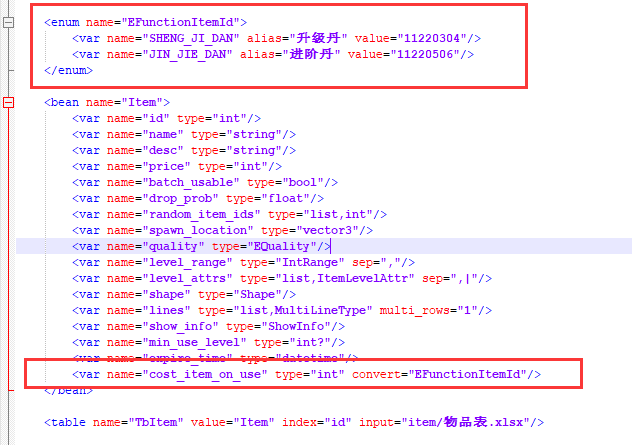 <enum name="EFunctionItemId">
<var name="SHENG_JI_DAN" alias="升级丹" value="11220304"/>
<var name="JIN_JIE_DAN" alias="进阶丹" value="11220506"/>
</enum>
<bean name="Item">
<var name="id" type="int"/>
<var name="name" type="string"/>
<var name="desc" type="string"/>
<var name="price" type="int"/>
<var name="batch_usable" type="bool"/>
<var name="drop_prob" type="float"/>
<var name="random_item_ids" type="list,int"/>
<var name="spawn_location" type="vector3"/>
<var name="quality" type="EQuality"/>
<var name="level_range" type="IntRange" sep=","/>
<var name="level_attrs" type="list,ItemLevelAttr" sep=",|"/>
<var name="shape" type="Shape"/>
<var name="lines" type="list,MultiLineType" multi_rows="1"/>
<var name="show_info" type="ShowInfo"/>
<var name="min_use_level" type="int?"/>
<var name="expire_time" type="datetime"/>
<var name="cost_item_on_use" type="int" convert="EFunctionItemId"/>
</bean>
<table name="TbItem" value="Item" index="id" input="item/物品表.xlsx"/>